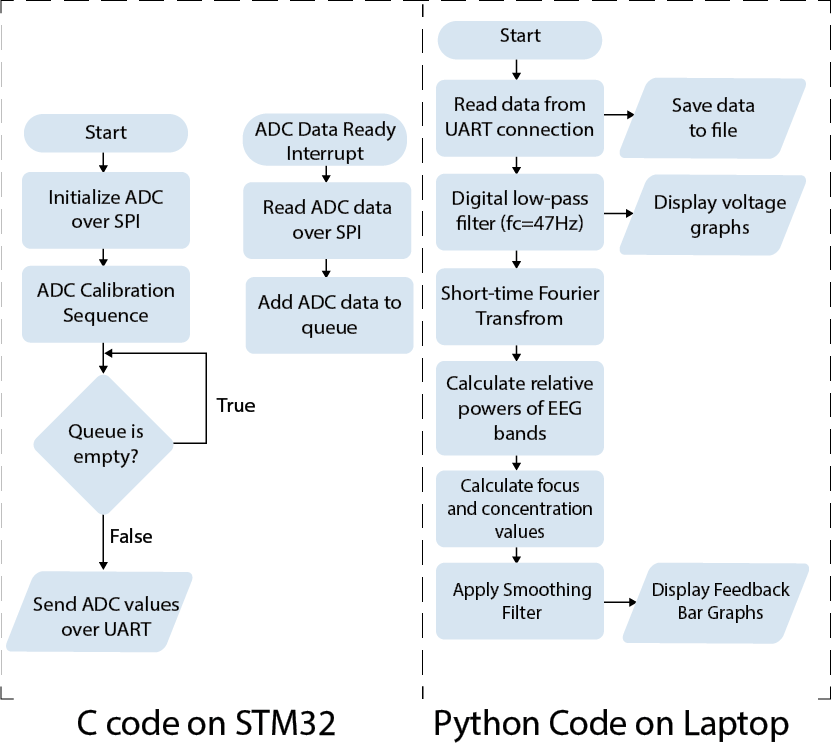 Start
Initialize ADC
over SPI
ADC Calibration
Sequence
True
Queue is
empty?
False
Send ADC values
over UART
ADC Data Ready
Interrupt
Read ADC data
over SPI
Add ADC data to
queue
C code on STM32
Start
Read data from
UART connection
Save data
to file
Digital low-pass
filter (fc=47Hz)
Display voltage
graphs
Short-time Fourier
Transfrom
Calculate relative
powers of EEG
bands
Calculate focus
and concentration
values
Apply Smoothing
Filter
Display Feedback
Bar Graphs
Python Code on Laptop